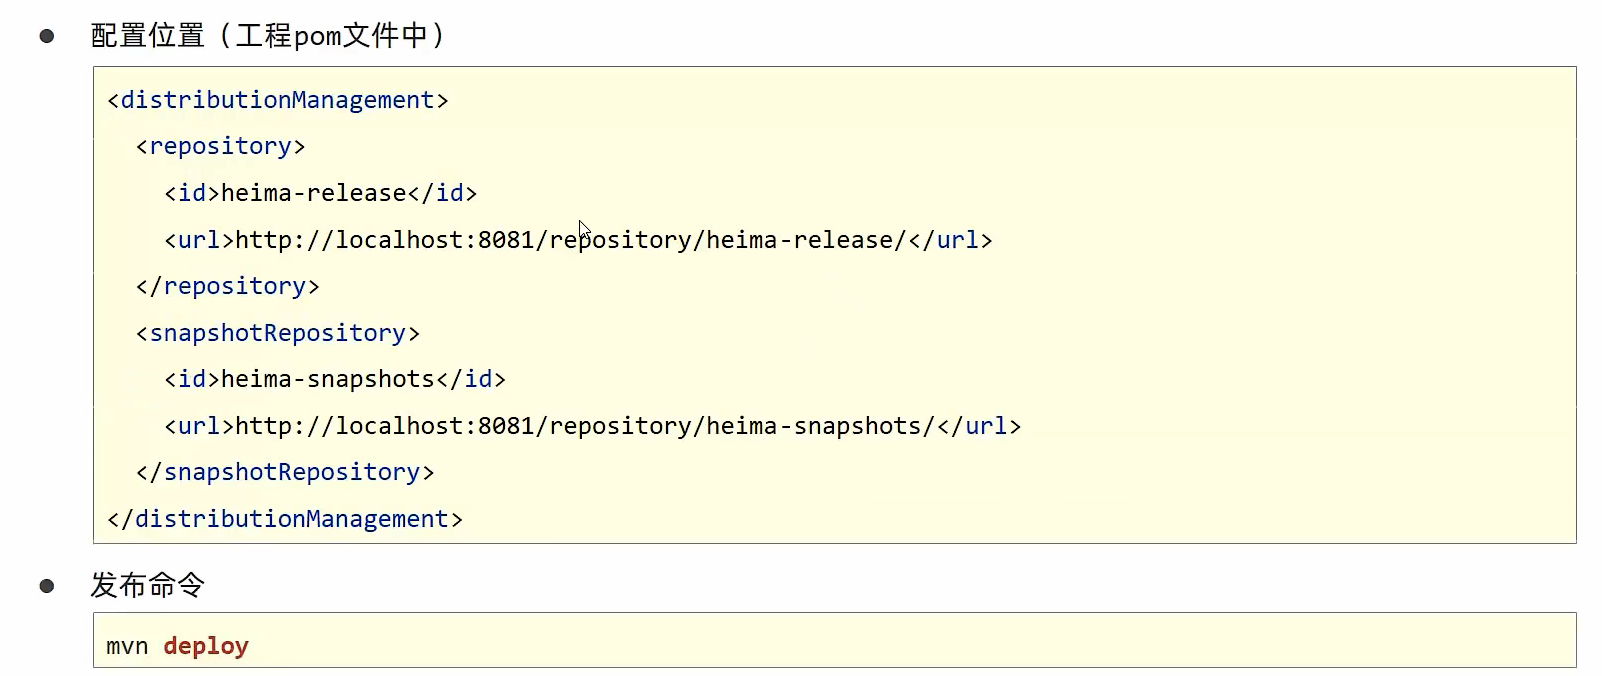 配置位置（工程pom文件中）
<distributionManagement>
<repository>
<id>heima-release</id>
<url>http://localhost:8081/repository/heima-release/</url>
</repository>
<snapshotRepository>
<id>heima-snapshots</id>
<url>http://localhost:8081/repository/heima-snapshots/</url>
</snapshotRepository>
</distributionManagement>
发布命令
mvn deploy